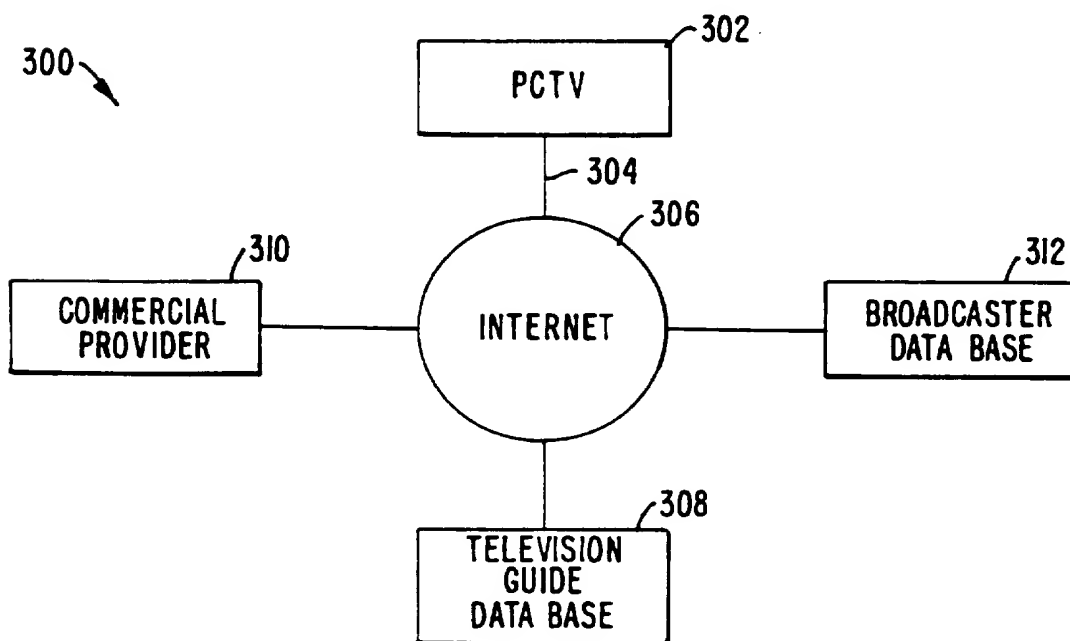 302
300
PCTV
304
306
310
312
COMMERCIAL
PROVIDER
INTERNET
BROADCASTER
DATA BASE
308
TELEVISION
GUIDE
DATA BASE